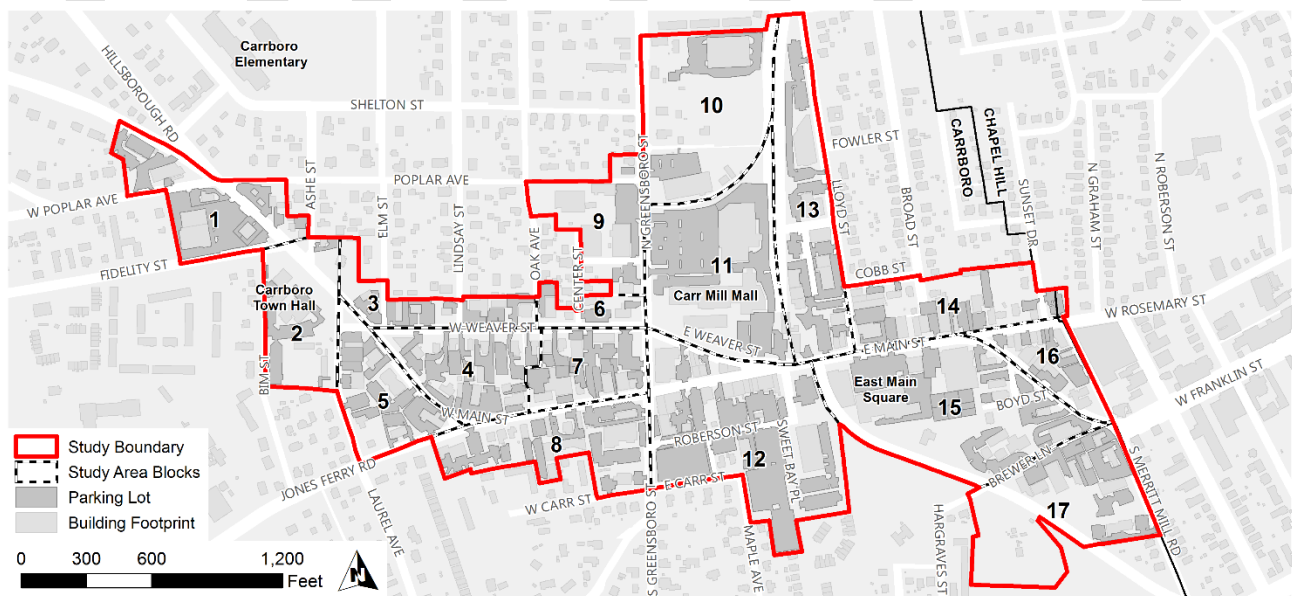 Carrboro
Elementary
HILLSBOROUGH RD
SHELTON ST
10
13
FOWLER ST
CARRBORO
CHAPEL HILL
SUNSET DR
N GRAHAM ST
N ROBERSON ST
POPLAR AVE
W POPLAR AVE
ASHE ST
ELM ST
LINDSAY ST
OAK AVE
CENTER ST
N GREENSBORO ST
LLOYD ST
BROAD ST
1
9
FIDELITY ST
11
Carr Mill Mall
COBB ST
Carrboro
Town Hall
2
3
6
14
W ROSEMARY ST
W WEAVER ST
E WEAVER ST
E MAIN ST
16
W FRANKLIN ST
BIM ST
4
7
East Main
Square
15
BOYD ST
5
W MAIN ST
8
ROBERSON ST
12
SWEET BAY PL
BREWER LN
S MERRITT MILL RD
JONES FERRY RD
LAUREL AVE
W CARR ST
E CARR ST
S GREENSBORO ST
MAPLE AVE
HARGRAVES ST
17
Study Boundary
Study Area Blocks
Parking Lot
Building Footprint
0 300 600 1,200
Feet
N